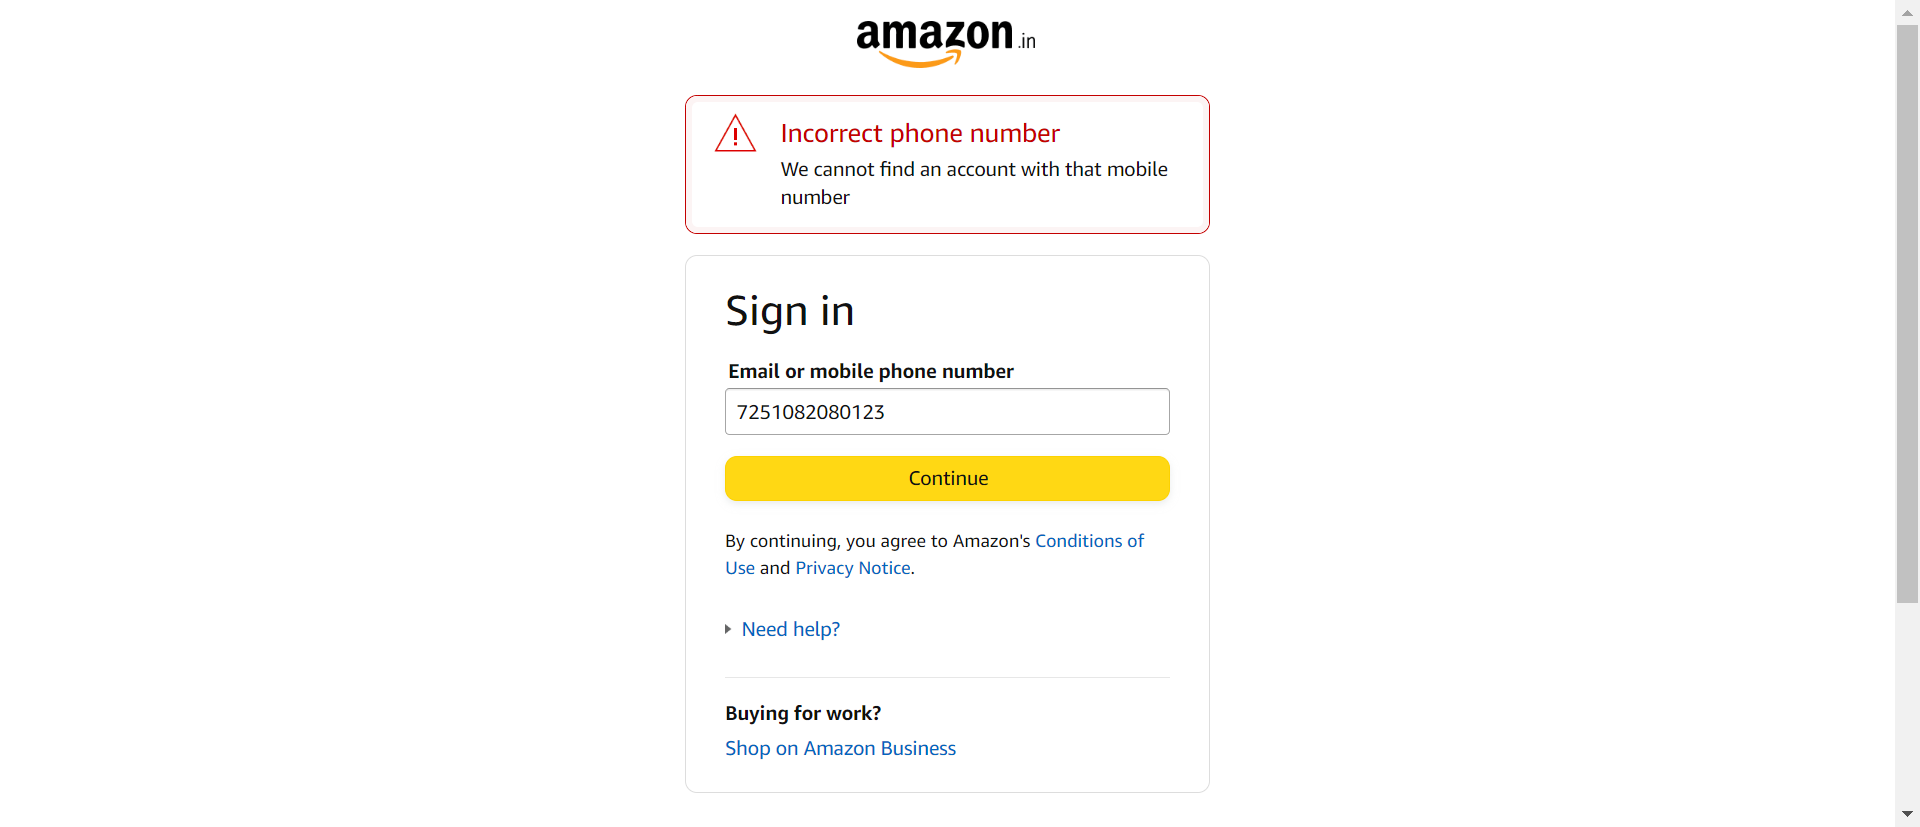 amazon.in
Incorrect phone number
We cannot find an account with that mobile
number
Sign in
Email or mobile phone number
7251082080123
Continue
By continuing, you agree to Amazon's Conditions of
Use and Privacy Notice.
Need help?
Buying for work?
Shop on Amazon Business